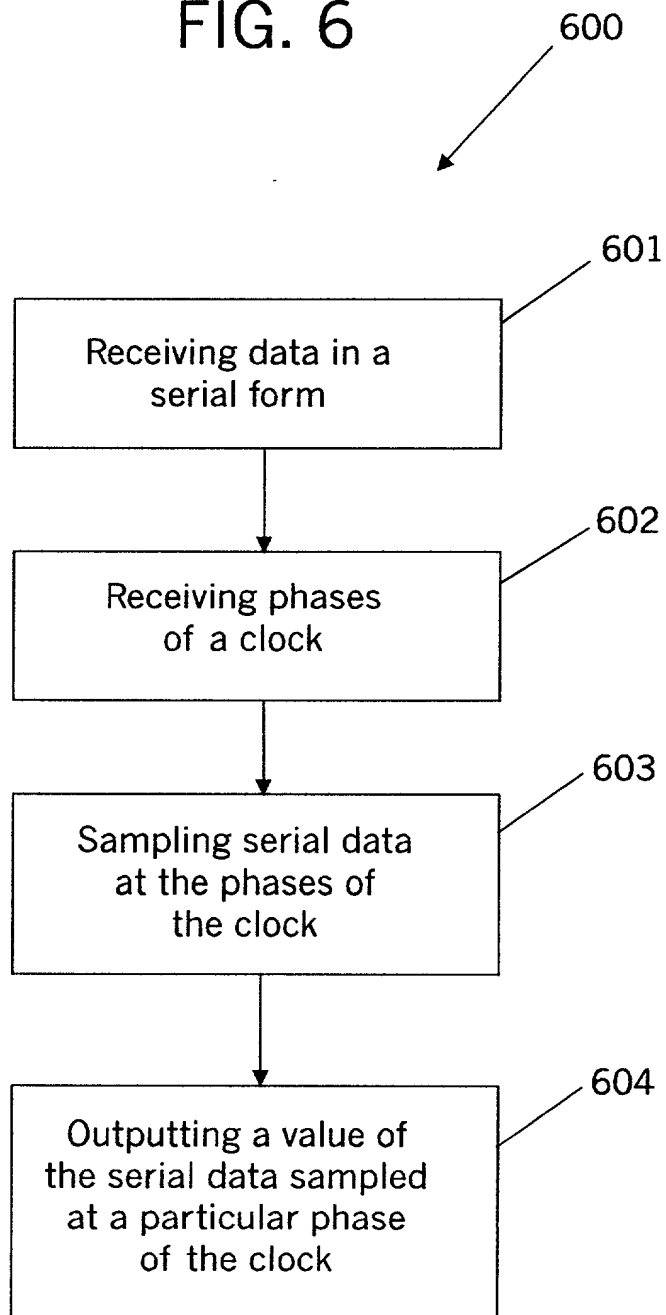 FIG. 6
600
601
Receiving data in a
serial form
602
Receiving phases
of a clock
603
Sampling serial data
at the phases of
the clock
604
Outputting a value of
the serial data sampled
at a particular phase
of the clock